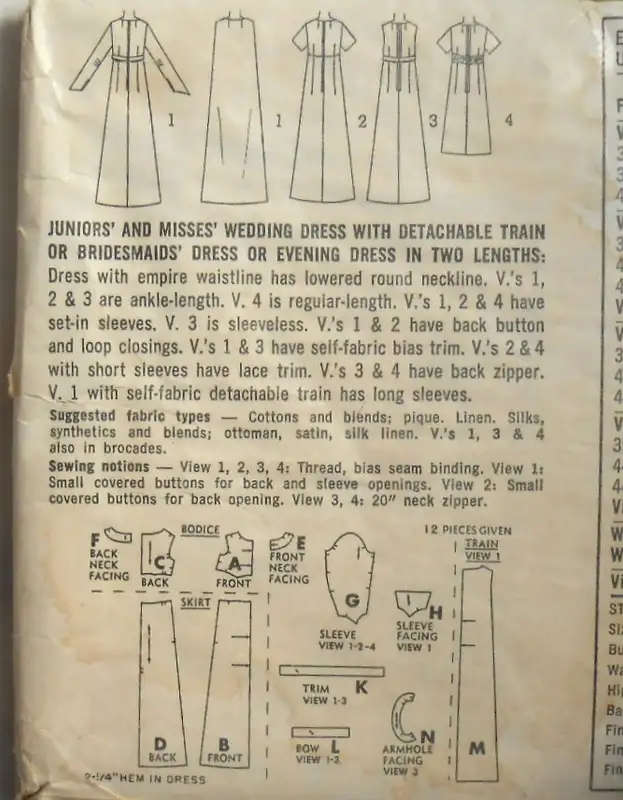 1
1
2
3
4
JUNIORS' AND MISSES' WEDDING DRESS WITH DETACHABLE TRAIN
OR BRIDESMAIDS' DRESS OR EVENING DRESS IN TWO LENGTHS:
Dress with empire waistline has lowered round neckline. V.'s 1,
2 & 3 are ankle-length. V. 4 is regular-length. V.'s 1, 2 & 4 have
set-in sleeves. V. 3 is sleeveless. V.'s 1 & 2 have back button
and loop closings. V.'s 1 & 3 have self-fabric bias trim. V.'s 2 & 4
with short sleeves have lace trim. V.'s 3 & 4 have back zipper.
V. 1 with self-fabric detachable train has long sleeves.
Suggested fabric types — Cottons and blends; pique. Linen. Silks,
synthetics and blends; ottoman, satin, silk linen. V.'s 1, 3 & 4
also in brocades.
Sewing notions — View 1, 2, 3, 4: Thread, bias seam binding. View 1:
Small covered buttons for back and sleeve openings. View 2: Small
covered buttons for back opening. View 3, 4: 20" neck zipper.
F
BACK
NECK
FACING
BODICE
C
BACK
A
FRONT
E
FRONT
NECK
FACING
12 PIECES GIVEN
TRAIN
VIEW 1
G
SLEEVE
VIEW 1-2-4
H
SLEEVE
FACING
VIEW 1
SKIRT
D
BACK
B
FRONT
TRIM K
VIEW 1-3
BOW L
N
ARMHOLE
FACING
VIEW 3
M
HEM IN DRESS